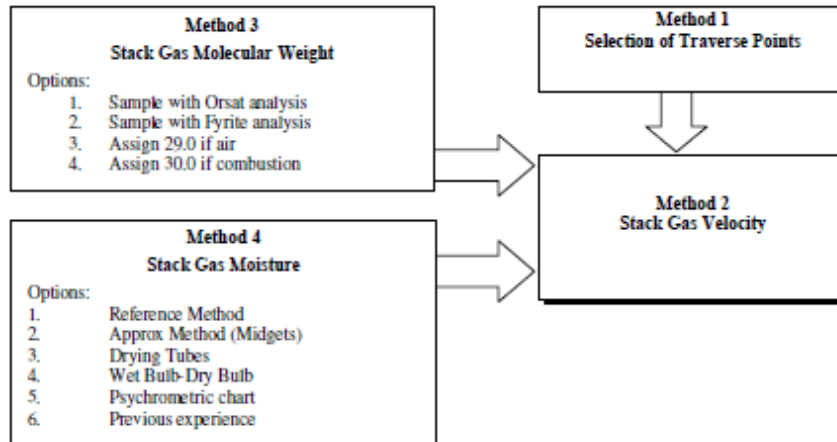 Method 3
Stack Gas Molecular Weight
Options:
1. Sample with Orsat analysis
2. Sample with Fyrite analysis
3. Assign 29.0 if air
4. Assign 30.0 if combustion
Method 1
Selection of Traverse Points
Method 2
Stack Gas Velocity
Method 4
Stack Gas Moisture
Options:
1. Reference Method
2. Approx Method (Midgets)
3. Drying Tubes
4. Wet Bulb-Dry Bulb
5. Psychrometric chart
6. Previous experience